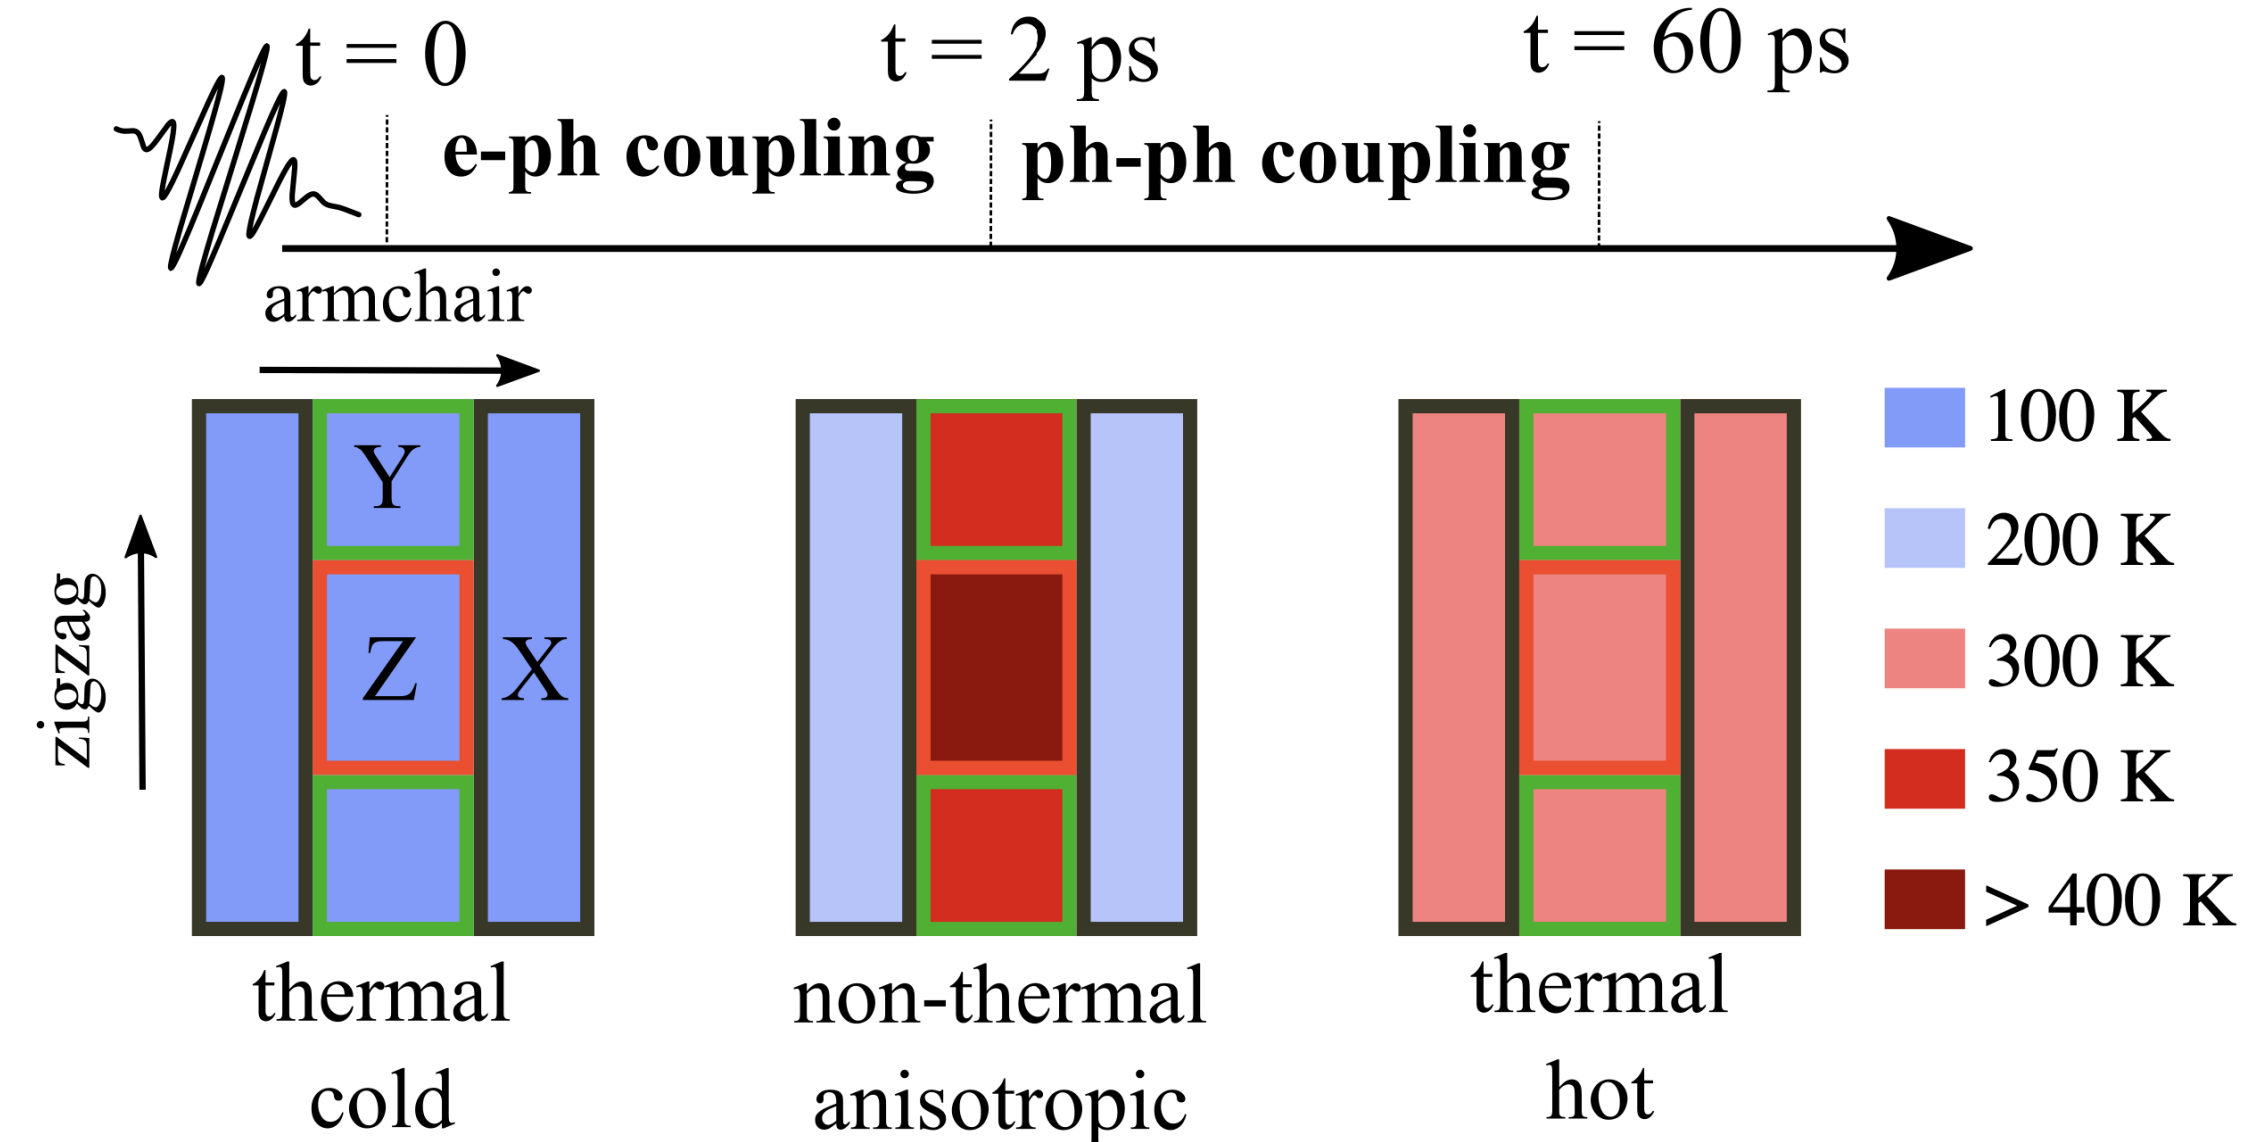 t = 0
t = 2 ps
t = 60 ps
e-ph coupling
ph-ph coupling
armchair
zigzag
Y
Z
X
100 K
200 K
300 K
350 K
> 400 K
thermal
cold
non-thermal
anisotropic
thermal
hot